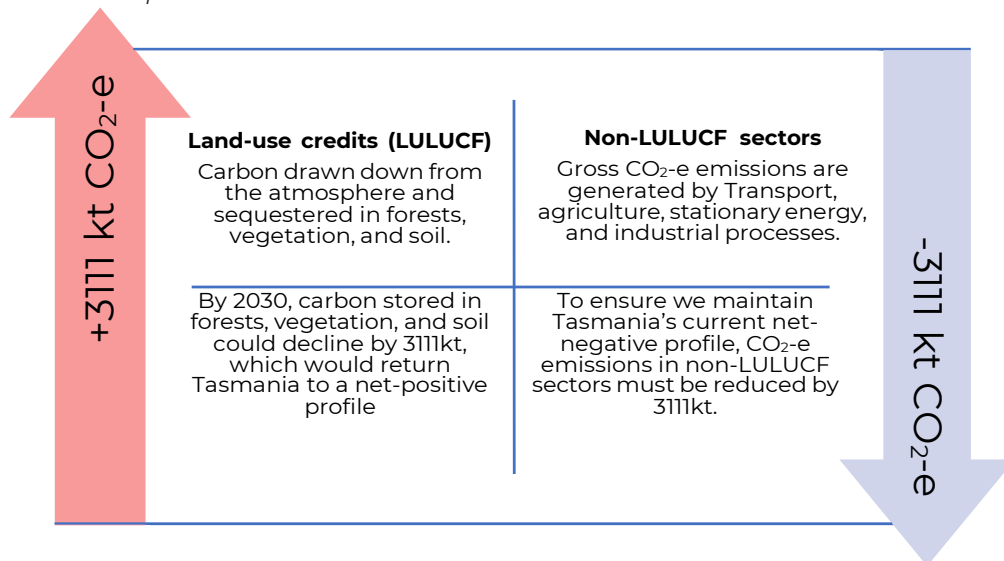 +3111 kt CO₂-e
Land-use credits (LULUCF)
Carbon drawn down from
the atmosphere and
sequestered in forests,
vegetation, and soil.
Non-LULUCF sectors
Gross CO₂-e emissions are
generated by Transport,
agriculture, stationary energy,
and industrial processes.
By 2030, carbon stored in
forests, vegetation, and soil
could decline by 3111kt,
which would return
Tasmania to a net-positive
profile
To ensure we maintain
Tasmania’s current net-
negative profile, CO₂-e
emissions in non-LULUCF
sectors must be reduced by
3111kt.
-3111 kt CO₂-e